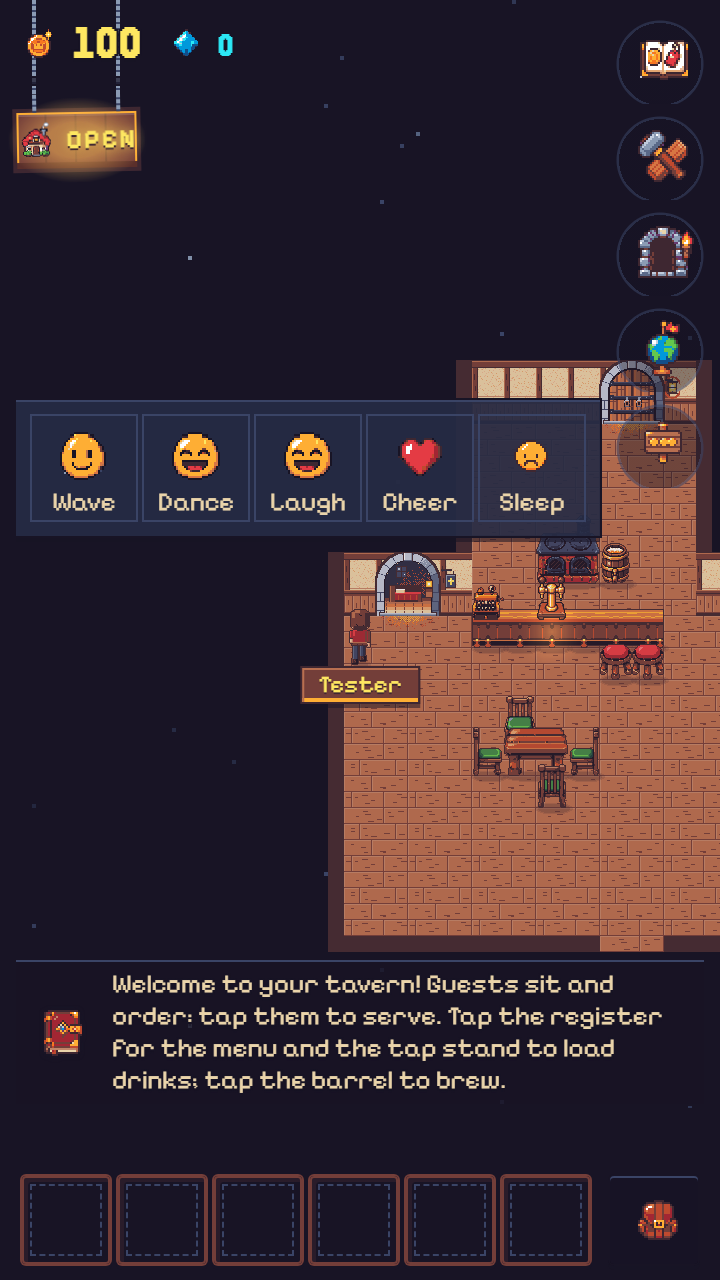 100
0
OPEN
Wave
Dance
Laugh
Cheer
Sleep
Tester
Welcome to your tavern! Guests sit and
order: tap them to serve. Tap the register
for the menu and the tap stand to load
drinks; tap the barrel to brew.